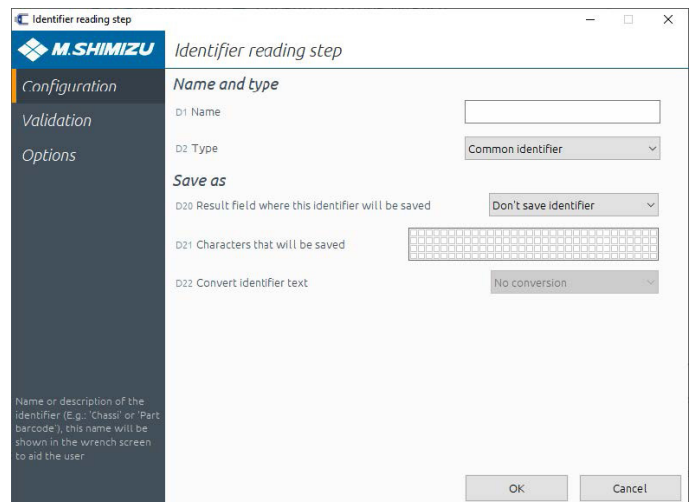 Identifier reading step
M.SHIMIZU
Identifier reading step
Configuration
Validation
Options
Name and type
D1 Name
D2 Type
Common identifier
Save as
D20 Result field where this identifier will be saved
Don't save identifier
D21 Characters that will be saved
D22 Convert identifier text
No conversion
Name or description of the
identifier (E.g.: 'Chassi' or 'Part
barcode'), this name will be
shown in the wrench screen
to aid the user
OK
Cancel